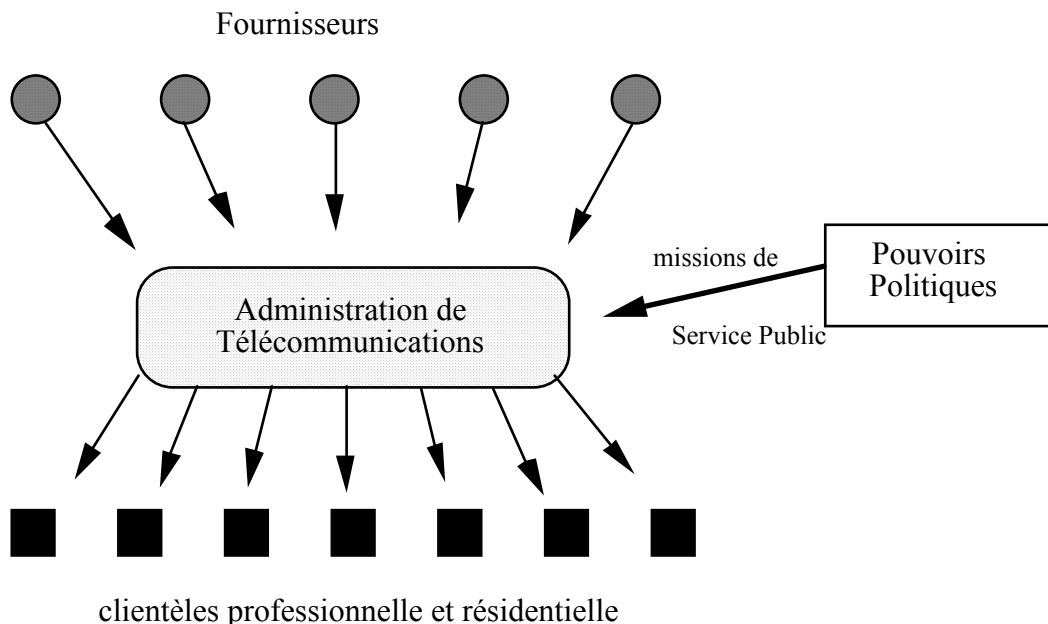 Fournisseurs
missions de
Pouvoirs
Politiques
Service Public
Administration de
Télécommunications
clientèles professionnelle et résidentielle